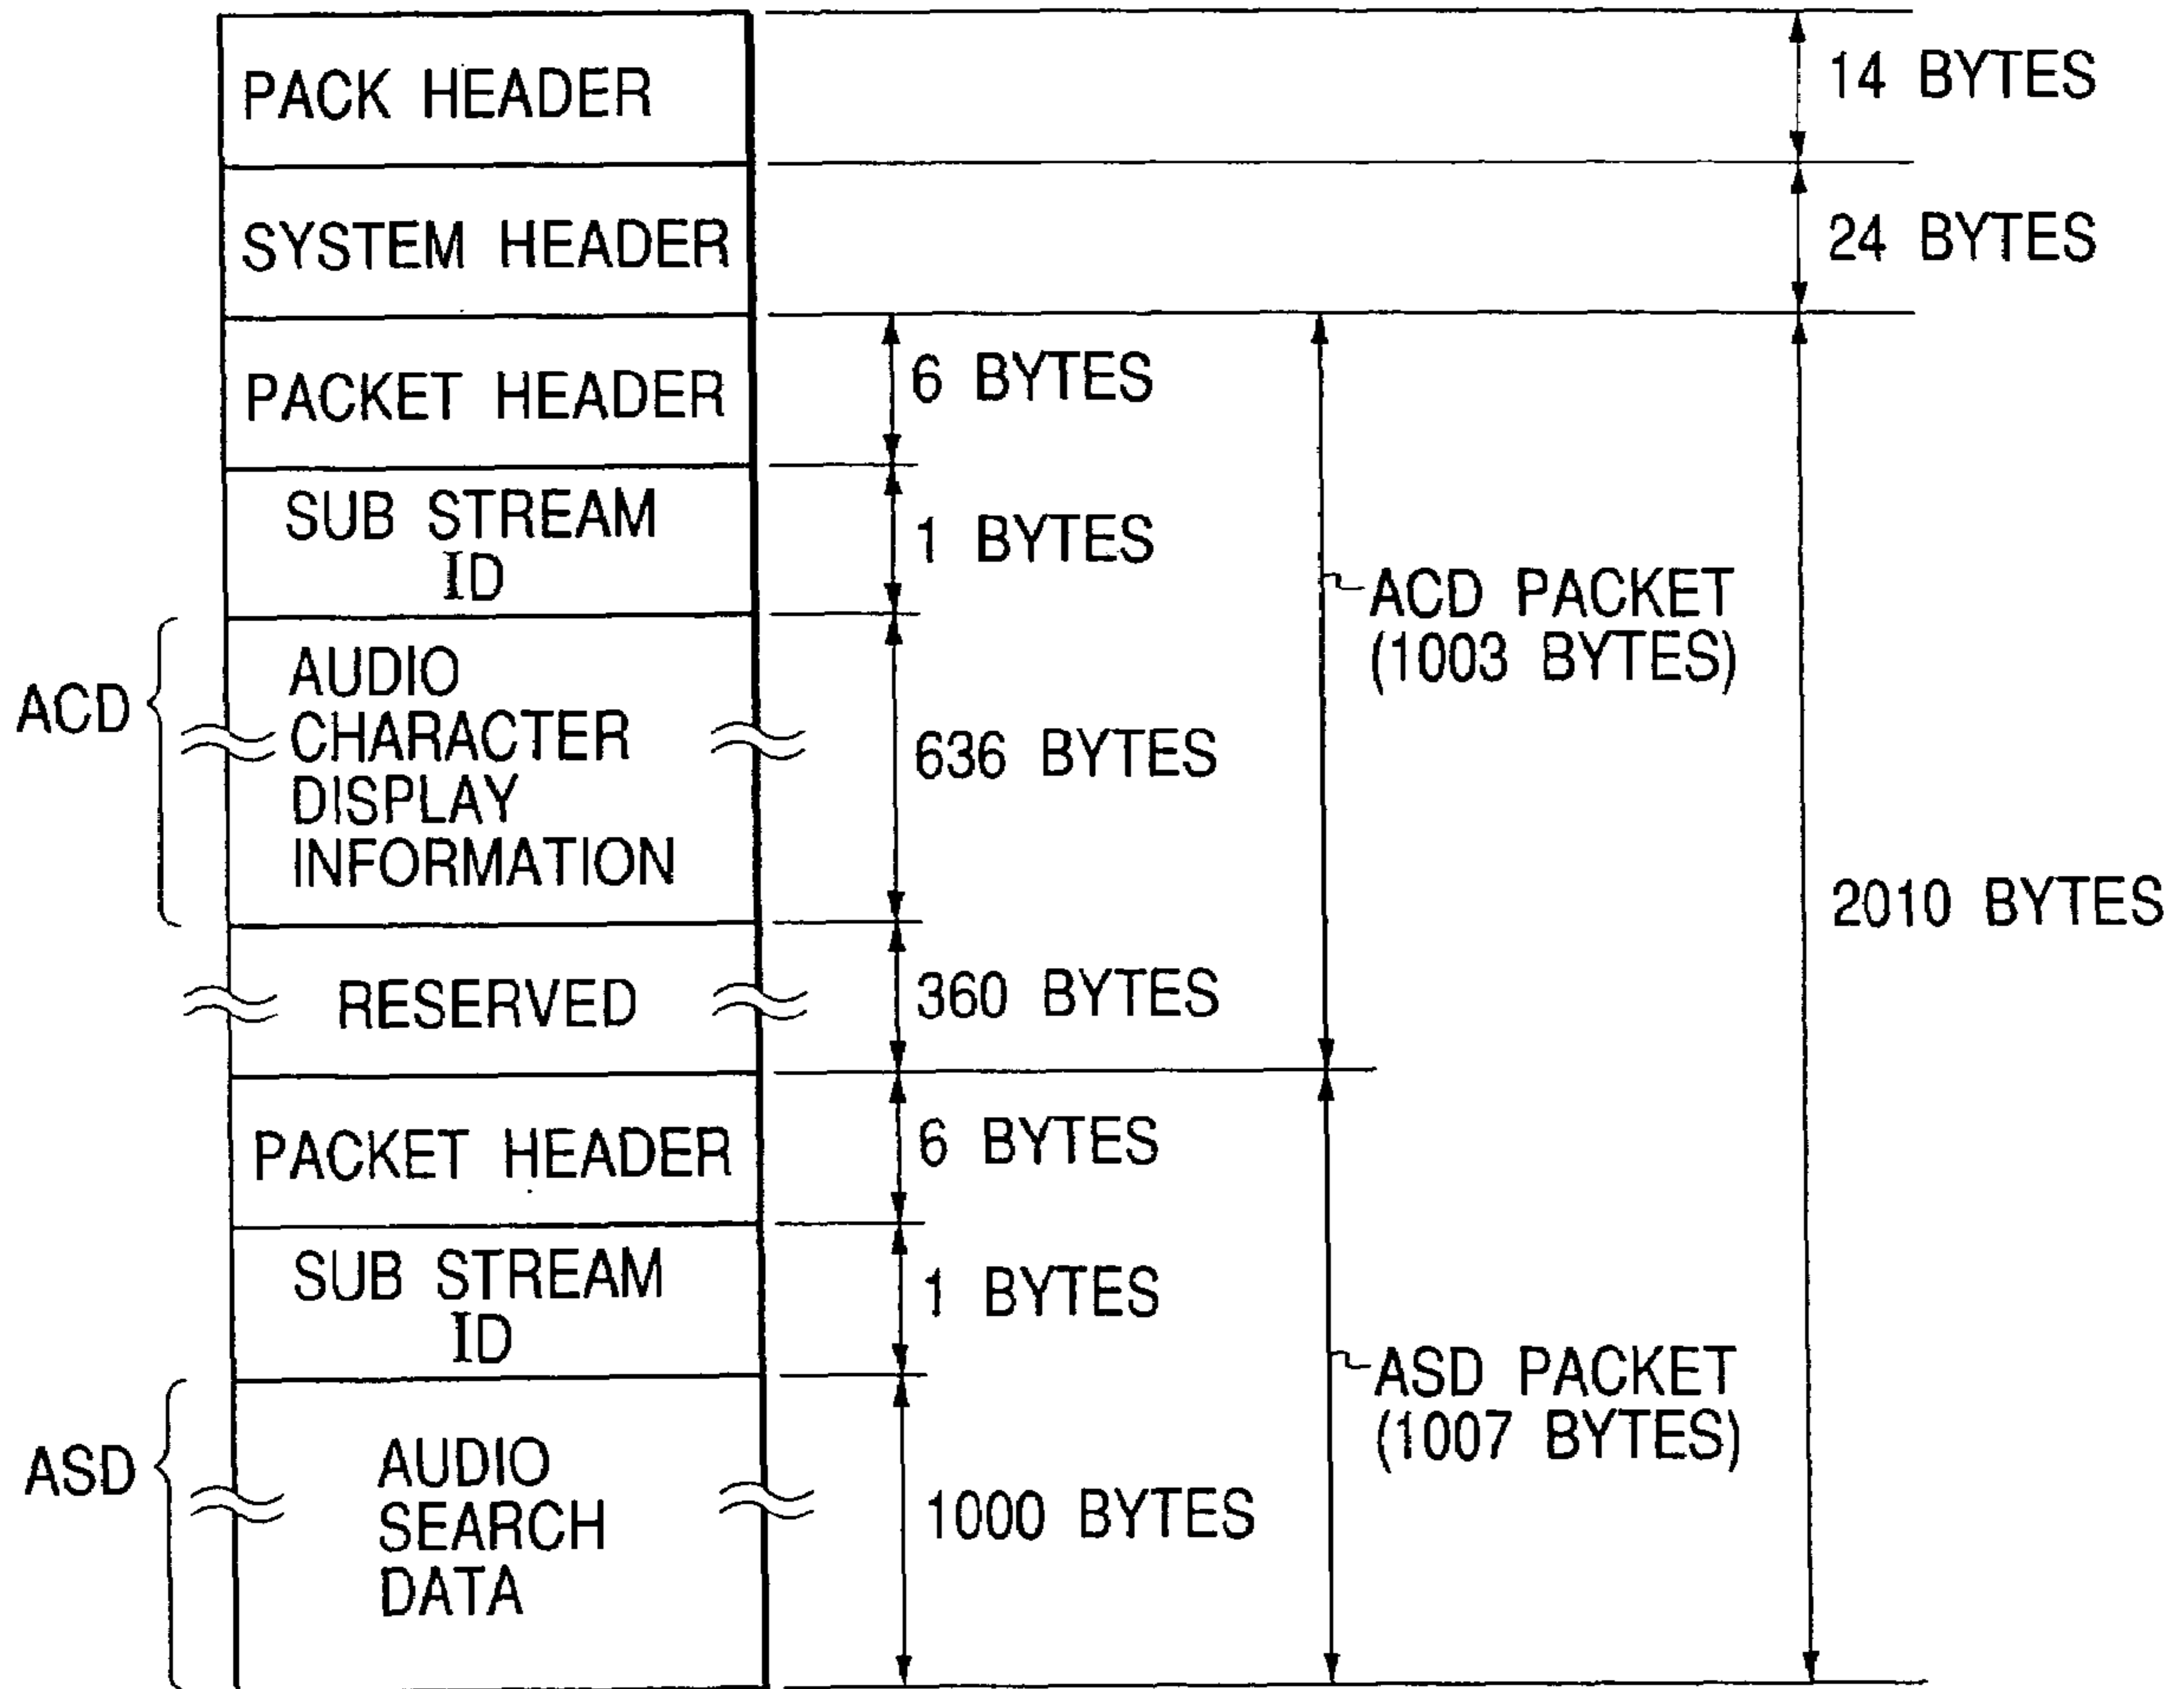 PACK HEADER
14 BYTES
SYSTEM HEADER
24 BYTES
PACKET HEADER
6 BYTES
SUB STREAM
ID
1 BYTES
ACD PACKET
(1003 BYTES)
ACD
AUDIO
CHARACTER
DISPLAY
INFORMATION
636 BYTES
2010 BYTES
RESERVED
360 BYTES
PACKET HEADER
6 BYTES
SUB STREAM
ID
1 BYTES
ASD PACKET
(1007 BYTES)
ASD
AUDIO
SEARCH
DATA
1000 BYTES